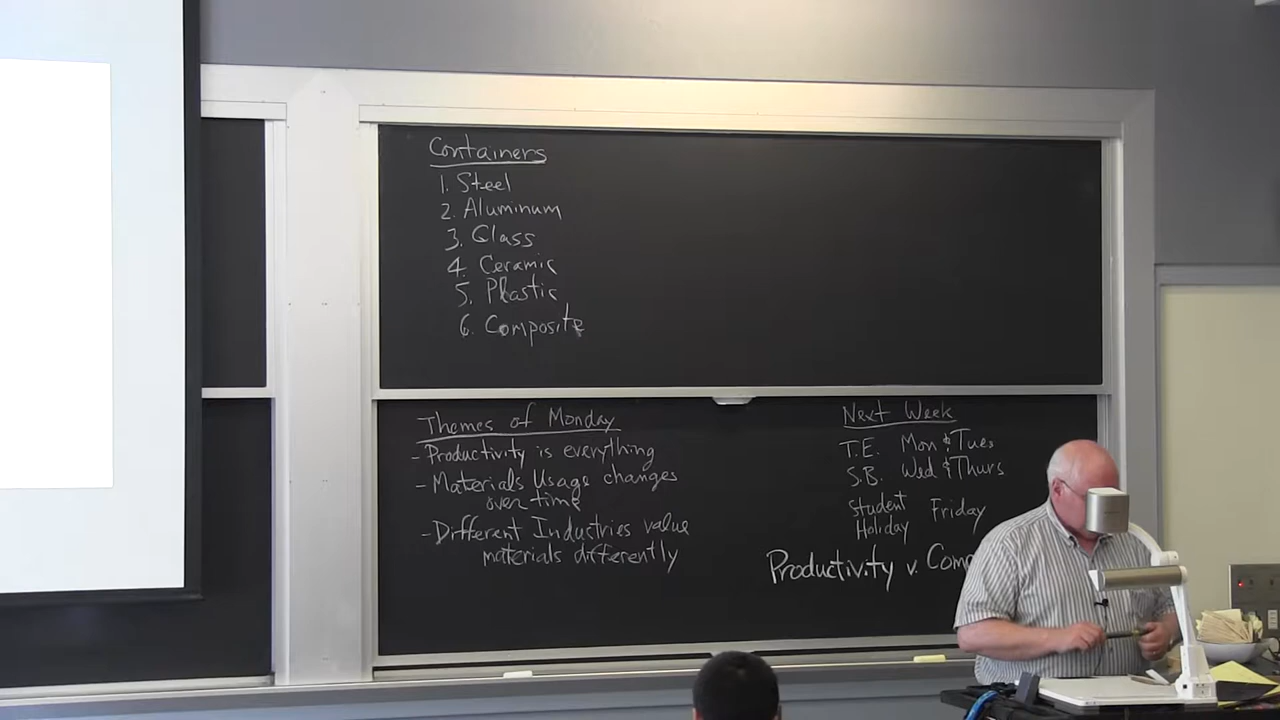 Containers
1. Steel
2. Aluminum
3. Glass
4. Ceramic
5. Plastic
6. Composite
Themes of Monday
- Productivity is everything
- Materials Usage changes
over time
- Different Industries value
materials differently
Next Week
T.E. Mon & Tues
S.B. Wed & Thurs
Student
Holiday Friday
Productivity v. Comp